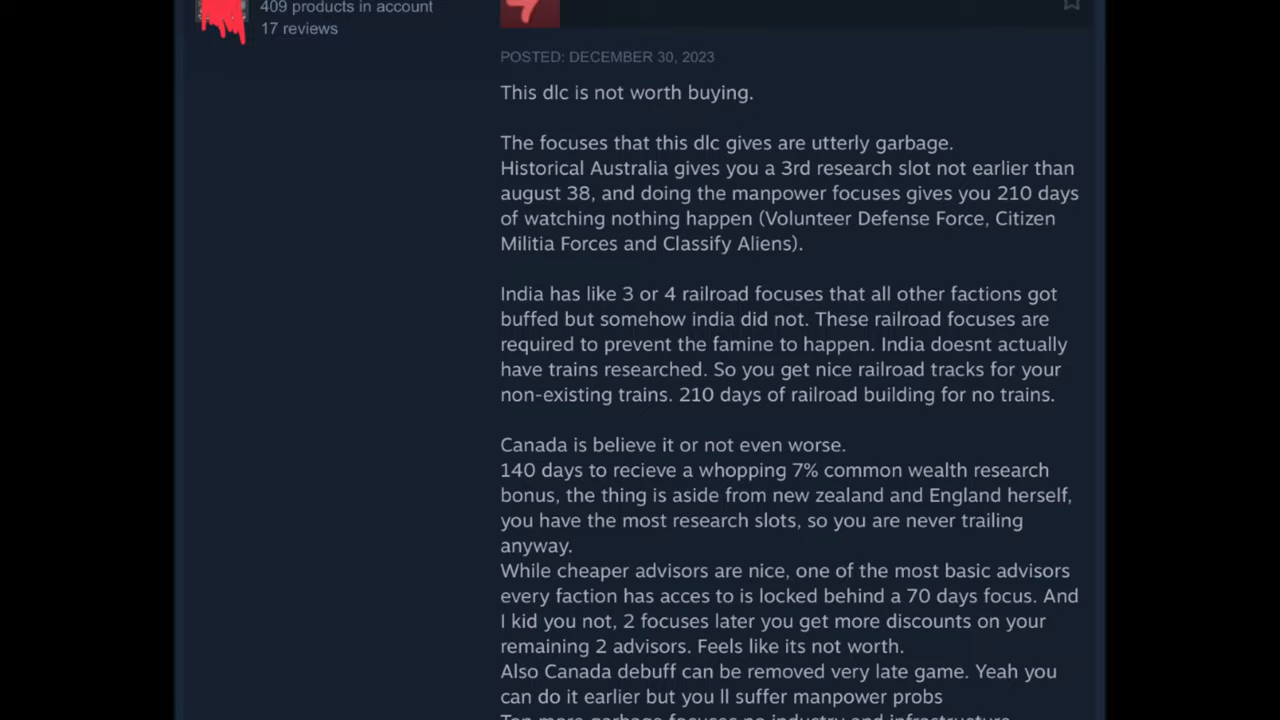 409 products in account
17 reviews
POSTED: DECEMBER 30, 2023
This dlc is not worth buying.
The focuses that this dlc gives are utterly garbage.
Historical Australia gives you a 3rd research slot not earlier than
august 38, and doing the manpower focuses gives you 210 days
of watching nothing happen (Volunteer Defense Force, Citizen
Militia Forces and Classify Aliens).
India has like 3 or 4 railroad focuses that all other factions got
buffed but somehow india did not. These railroad focuses are
required to prevent the famine to happen. India doesnt actually
have trains researched. So you get nice railroad tracks for your
non-existing trains. 210 days of railroad building for no trains.
Canada is believe it or not even worse.
140 days to recieve a whopping 7% common wealth research
bonus, the thing is aside from new zealand and England herself,
you have the most research slots, so you are never trailing
anyway.
While cheaper advisors are nice, one of the most basic advisors
every faction has acces to is locked behind a 70 days focus. And
I kid you not, 2 focuses later you get more discounts on your
remaining 2 advisors. Feels like its not worth.
Also Canada debuff can be removed very late game. Yeah you
can do it earlier but you ll suffer manpower probs
more garbage focuses no industry and infrastructure